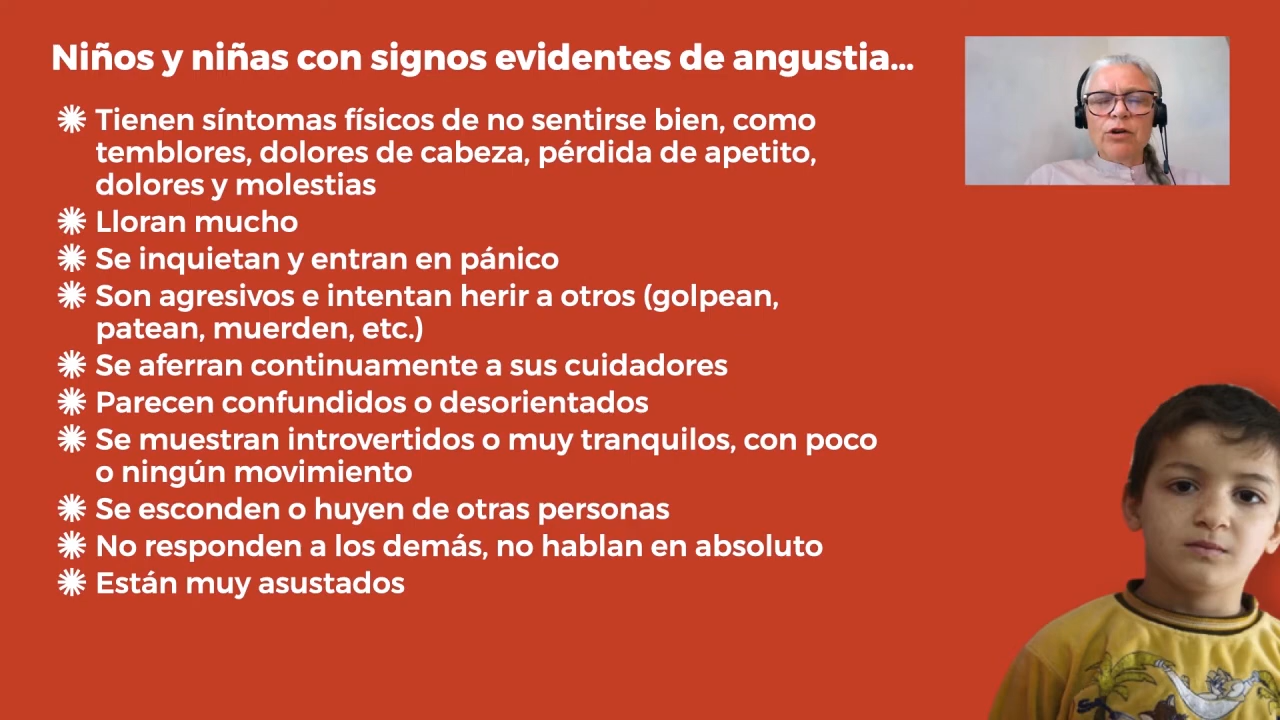 Niños y niñas con signos evidentes de angustia...
Tienen síntomas físicos de no sentirse bien, como
temblores, dolores de cabeza, pérdida de apetito,
dolores y molestias
Lloran mucho
Se inquietan y entran en pánico
Son agresivos e intentan herir a otros (golpean,
patean, muerden, etc.)
Se aferran continuamente a sus cuidadores
Parecen confundidos o desorientados
Se muestran introvertidos o muy tranquilos, con poco
o ningún movimiento
Se esconden o huyen de otras personas
No responden a los demás, no hablan en absoluto
Están muy asustados